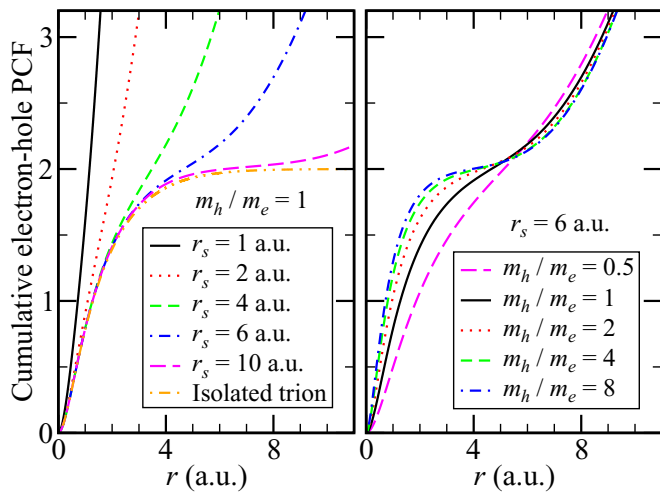 Cumulative electron-hole PCF
3
2
1
0
m_h / m_e = 1
r_s = 1 a.u.
r_s = 2 a.u.
r_s = 4 a.u.
r_s = 6 a.u.
r_s = 10 a.u.
Isolated trion
0 4 8
r (a.u.)
r_s = 6 a.u.
m_h / m_e = 0.5
m_h / m_e = 1
m_h / m_e = 2
m_h / m_e = 4
m_h / m_e = 8
0 4 8
r (a.u.)